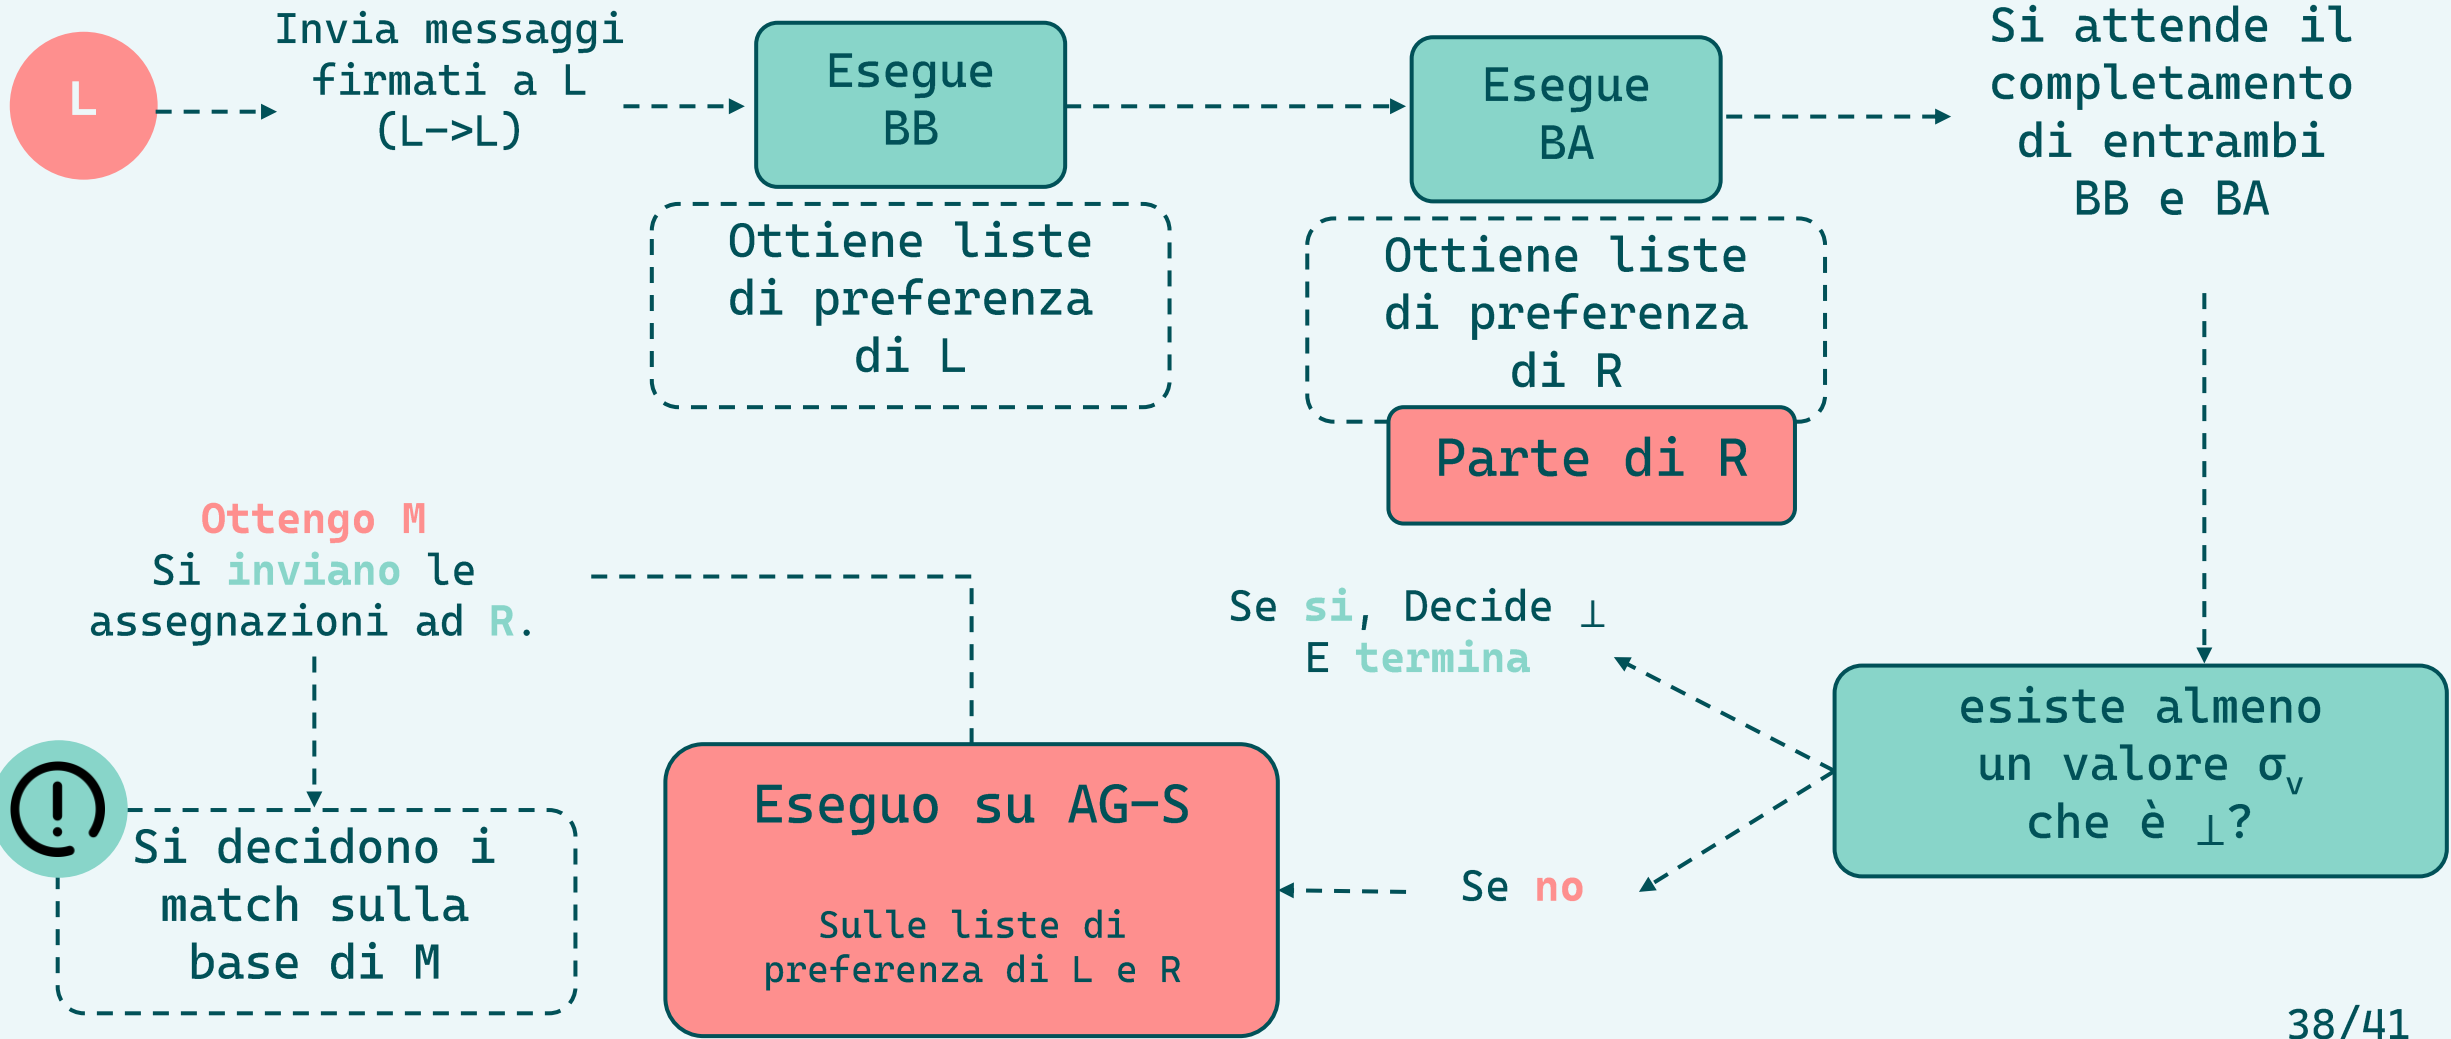 L
Invia messaggi
firmati a L
(L->L)
Esegue
BB
Ottiene liste
di preferenza
di L
Esegue
BA
Ottiene liste
di preferenza
di R
Parte di R
Si attende il
completamento
di entrambi
BB e BA
esiste almeno
un valore σᵥ
che è ⊥?
Se si, Decide ⊥
E termina
Se no
Eseguo su AG-S
Sulle liste di
preferenza di L e R
Ottengo M
Si inviano le
assegnazioni ad R.
Si decidono i
match sulla
base di M
38/41